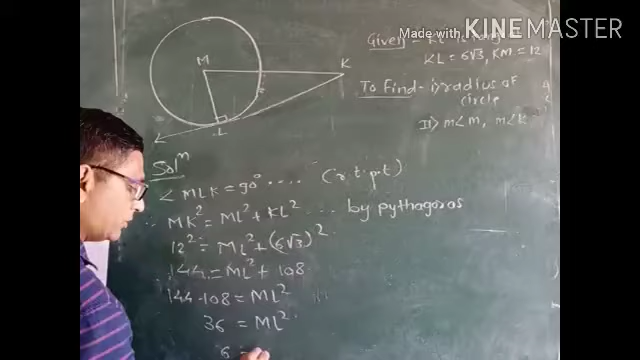 Made with KINEMASTER
Given -
KL = 6√3, KM = 12
To Find - i> radius of
circle
II> m∠M, m∠K
M
K
L
Solⁿ
∠MLK = 90° ....
∴ MK² = ML² + KL² ... by pythagoras
12² = ML² + (6√3)²
144 = ML² + 108
144 - 108 = ML²
36 = ML²
6 =